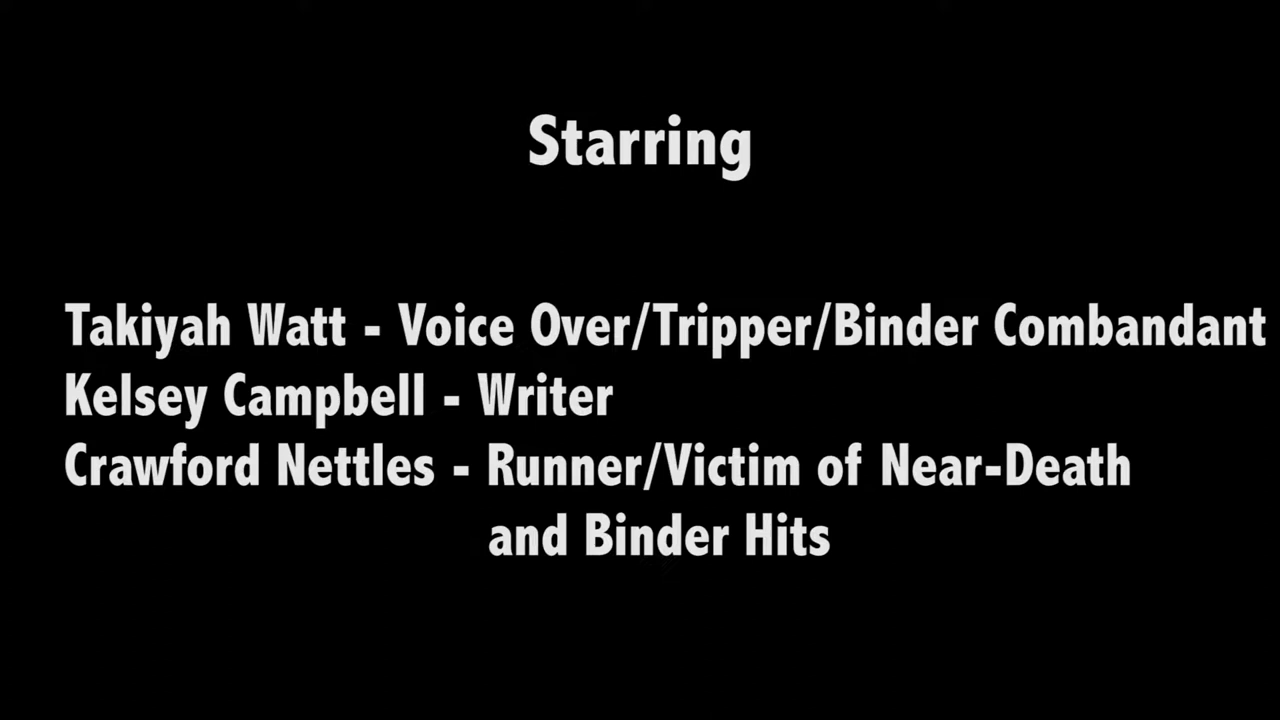 Starring
Takiyah Watt - Voice Over/Tripper/Binder Combandant
Kelsey Campbell - Writer
Crawford Nettles - Runner/Victim of Near-Death
and Binder Hits